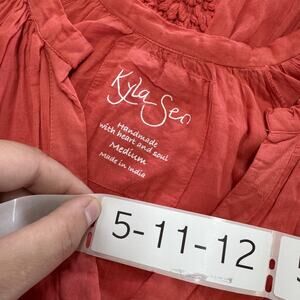 Kyla Seo
Handmade
with heart and soul
Medium
Made in India
5-11-12